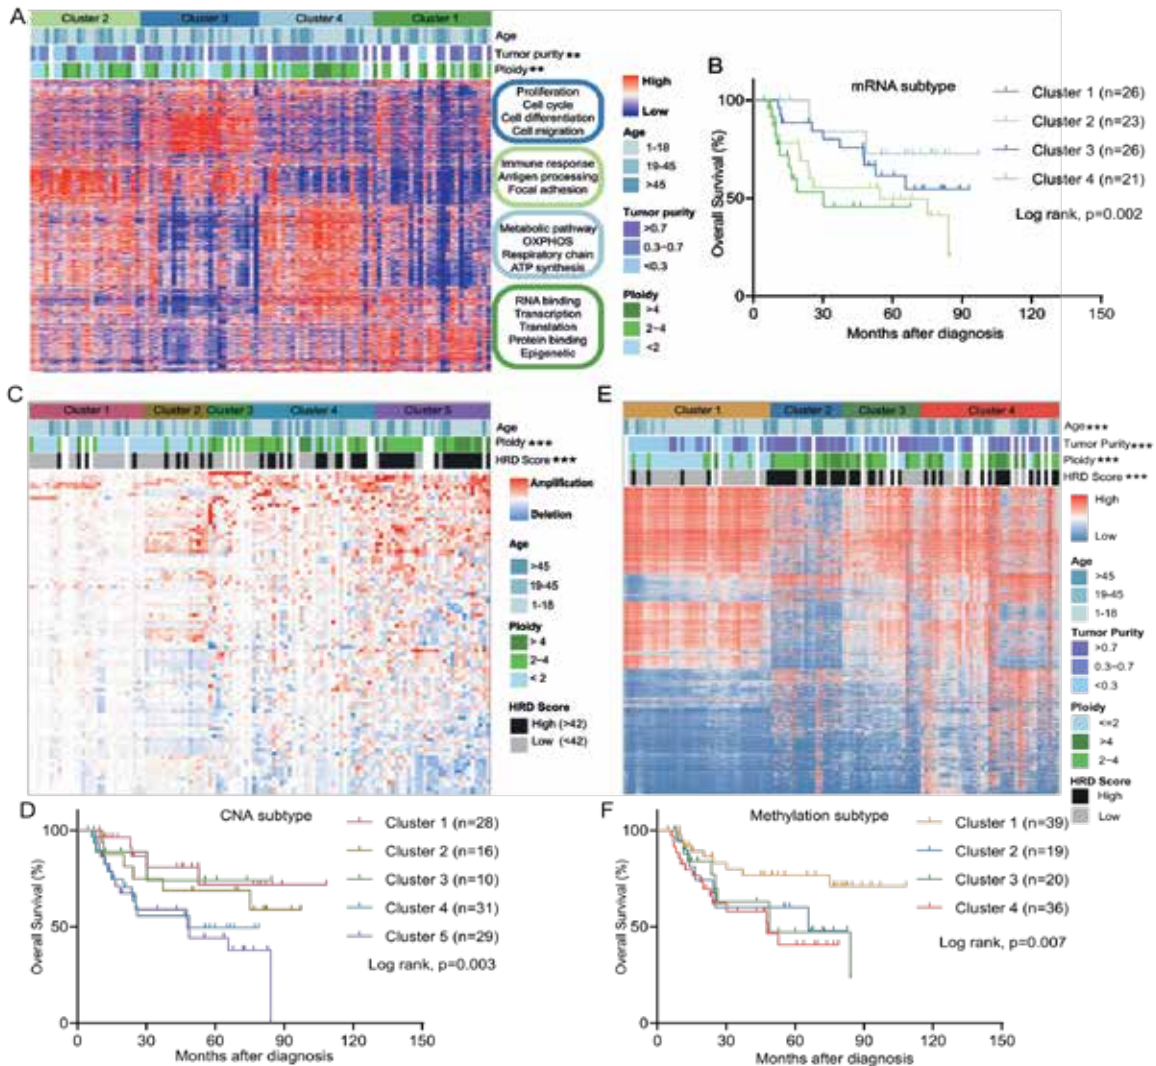 A
Cluster 2
Cluster 3
Cluster 4
Cluster 1
Age
Tumor purity **
Ploidy **
Proliferation
Cell cycle
Cell differentiation
Cell migration
Immune response
Antigen processing
Focal adhesion
Metabolic pathway
OXPHOS
Respiratory chain
ATP synthesis
RNA binding
Transcription
Translation
Protein binding
Epigenetic
High
Low
Age
1-18
19-45
>45
Tumor purity
>0.7
0.3-0.7
<0.3
Ploidy
>4
2-4
<2
B
mRNA subtype
Cluster 1 (n=26)
Cluster 2 (n=23)
Cluster 3 (n=26)
Cluster 4 (n=21)
Log rank, p=0.002
Overall Survival (%)
100
50
0
0 30 60 90 120 150
Months after diagnosis
C
Cluster 1
Cluster 2
Cluster 3
Cluster 4
Cluster 5
Age
Ploidy ***
HRD Score ***
Amplification
Deletion
Age
>45
19-45
1-18
Ploidy
> 4
2-4
< 2
HRD Score
High (>42)
Low (<42)
E
Cluster 1
Cluster 2
Cluster 3
Cluster 4
Age ***
Tumor Purity ***
Ploidy ***
HRD Score ***
High
Low
Age
>45
19-45
1-18
Tumor Purity
>0.7
0.3-0.7
<0.3
Ploidy
<=2
>4
2-4
HRD Score
High
Low
D
CNA subtype
Cluster 1 (n=28)
Cluster 2 (n=16)
Cluster 3 (n=10)
Cluster 4 (n=31)
Cluster 5 (n=29)
Log rank, p=0.003
Overall Survival (%)
100
50
0
0 30 60 90 120 150
Months after diagnosis
F
Methylation subtype
Cluster 1 (n=39)
Cluster 2 (n=19)
Cluster 3 (n=20)
Cluster 4 (n=36)
Log rank, p=0.007
Overall Survival (%)
100
50
0
0 30 60 90 120 150
Months after diagnosis